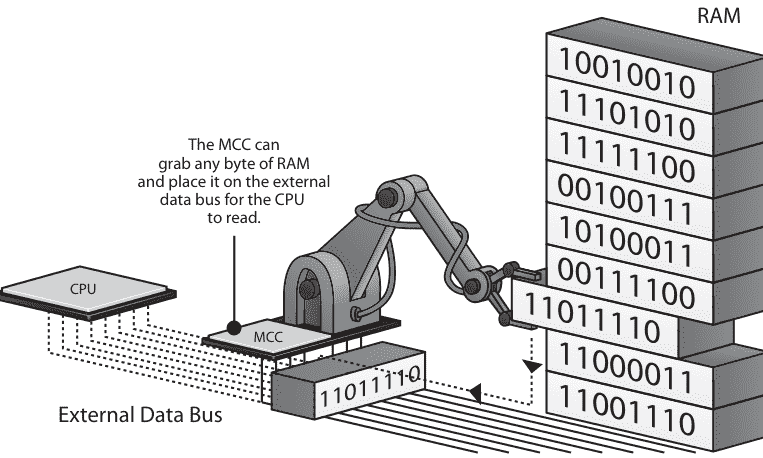 RAM
10010010
11101010
11111100
00100111
10100011
00111100
11011110
11000011
11001110
The MCC can
grab any byte of RAM
and place it on the external
data bus for the CPU
to read.
CPU
MCC
11011110
External Data Bus